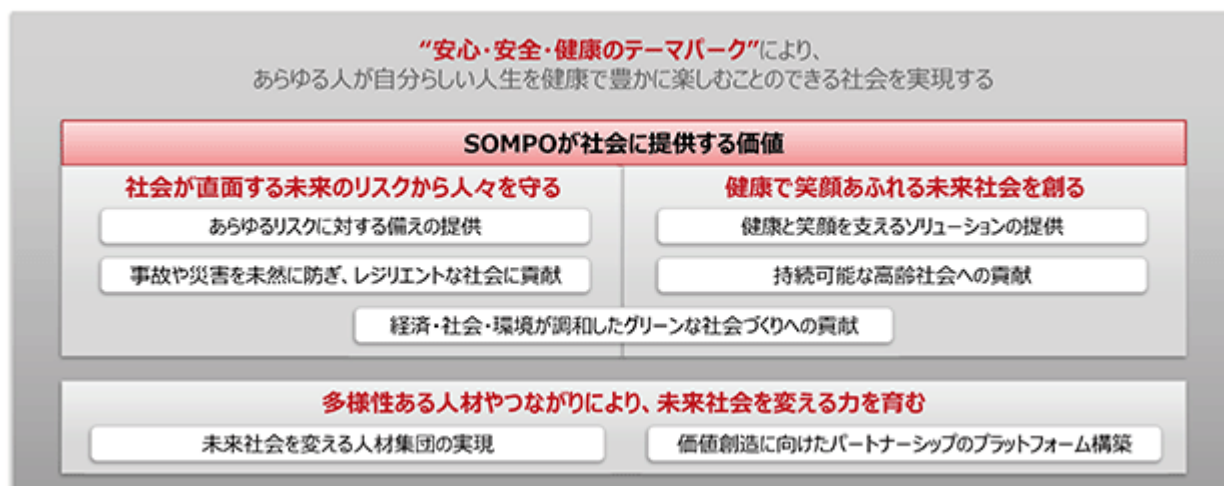 “安心・安全・健康のテーマパーク”により、
あらゆる人が自分らしい人生を健康で豊かに楽しむことのできる社会を実現する
SOMPOが社会に提供する価値
社会が直面する未来のリスクから人々を守る
あらゆるリスクに対する備えの提供
事故や災害を未然に防ぎ、レジリエントな社会に貢献
健康で笑顔あふれる未来社会を創る
健康と笑顔を支えるソリューションの提供
持続可能な高齢社会への貢献
経済・社会・環境が調和したグリーンな社会づくりへの貢献
多様性ある人材やつながりにより、未来社会を変える力を育む
未来社会を変える人材集団の実現
価値創造に向けたパートナーシップのプラットフォーム構築